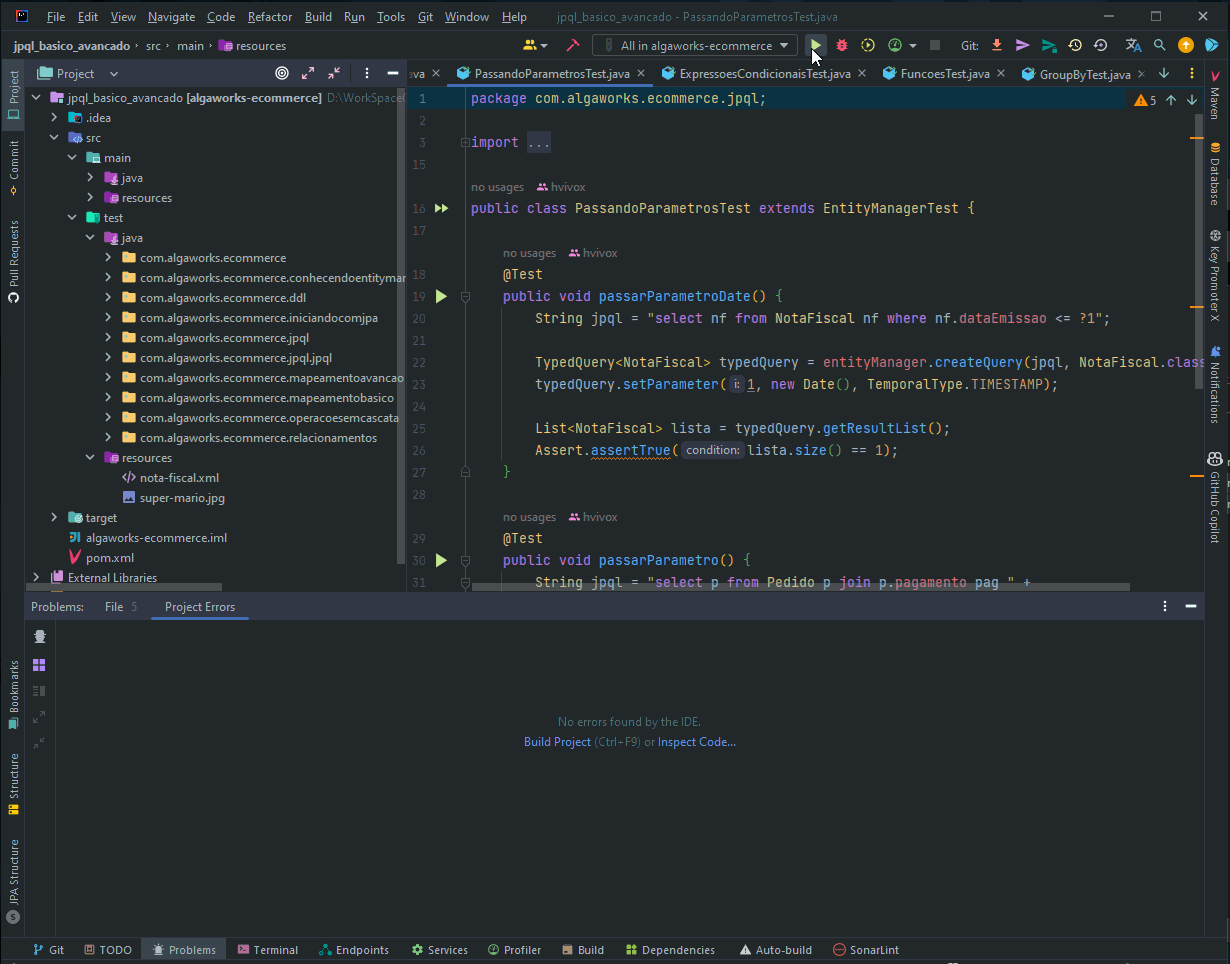 File Edit View Navigate Code Refactor Build Run Tools Git Window Help jpql_basico_avancado - PassandoParametrosTest.java
jpql_basico_avancado src main resources
All in algaworks-ecommerce
Git:
Project
va PassandoParametrosTest.java ExpressoesCondicionaisTest.java FuncoesTest.java GroupByTest.java
jpql_basico_avancado [algaworks-ecommerce] D:\WorkSpace
.idea
src
main
java
resources
test
java
com.algaworks.ecommerce
com.algaworks.ecommerce.conhecendoentitymar
com.algaworks.ecommerce.ddl
com.algaworks.ecommerce.iniciandocomjpa
com.algaworks.ecommerce.jpql
com.algaworks.ecommerce.jpql.jpql
com.algaworks.ecommerce.mapeamentoavancao
com.algaworks.ecommerce.mapeamentobasico
com.algaworks.ecommerce.operacoesemcascata
com.algaworks.ecommerce.relacionamentos
resources
nota-fiscal.xml
super-mario.jpg
target
algaworks-ecommerce.iml
pom.xml
External Libraries
1 package com.algaworks.ecommerce.jpql;
5
2
3 import ...
15
no usages hvivox
16 public class PassandoParametrosTest extends EntityManagerTest {
17
no usages hvivox
18 @Test
19 public void passarParametroDate() {
20 String jpql = "select nf from NotaFiscal nf where nf.dataEmissao <= ?1";
21
22 TypedQuery<NotaFiscal> typedQuery = entityManager.createQuery(jpql, NotaFiscal.class
23 typedQuery.setParameter( i: 1, new Date(), TemporalType.TIMESTAMP);
24
25 List<NotaFiscal> lista = typedQuery.getResultList();
26 Assert.assertTrue( condition: lista.size() == 1);
27 }
28
no usages hvivox
29 @Test
30 public void passarParametro() {
31 String jpql = "select p from Pedido p join p.pagamento pag " +
Project
Commit
Pull Requests
Bookmarks
Structure
JPA Structure
Maven
Database
Key Promoter X
Notifications
GitHub Copilot
Problems: File 5 Project Errors
No errors found by the IDE.
Build Project (Ctrl+F9) or Inspect Code...
Git TODO Problems Terminal Endpoints Services Profiler Build Dependencies Auto-build SonarLint